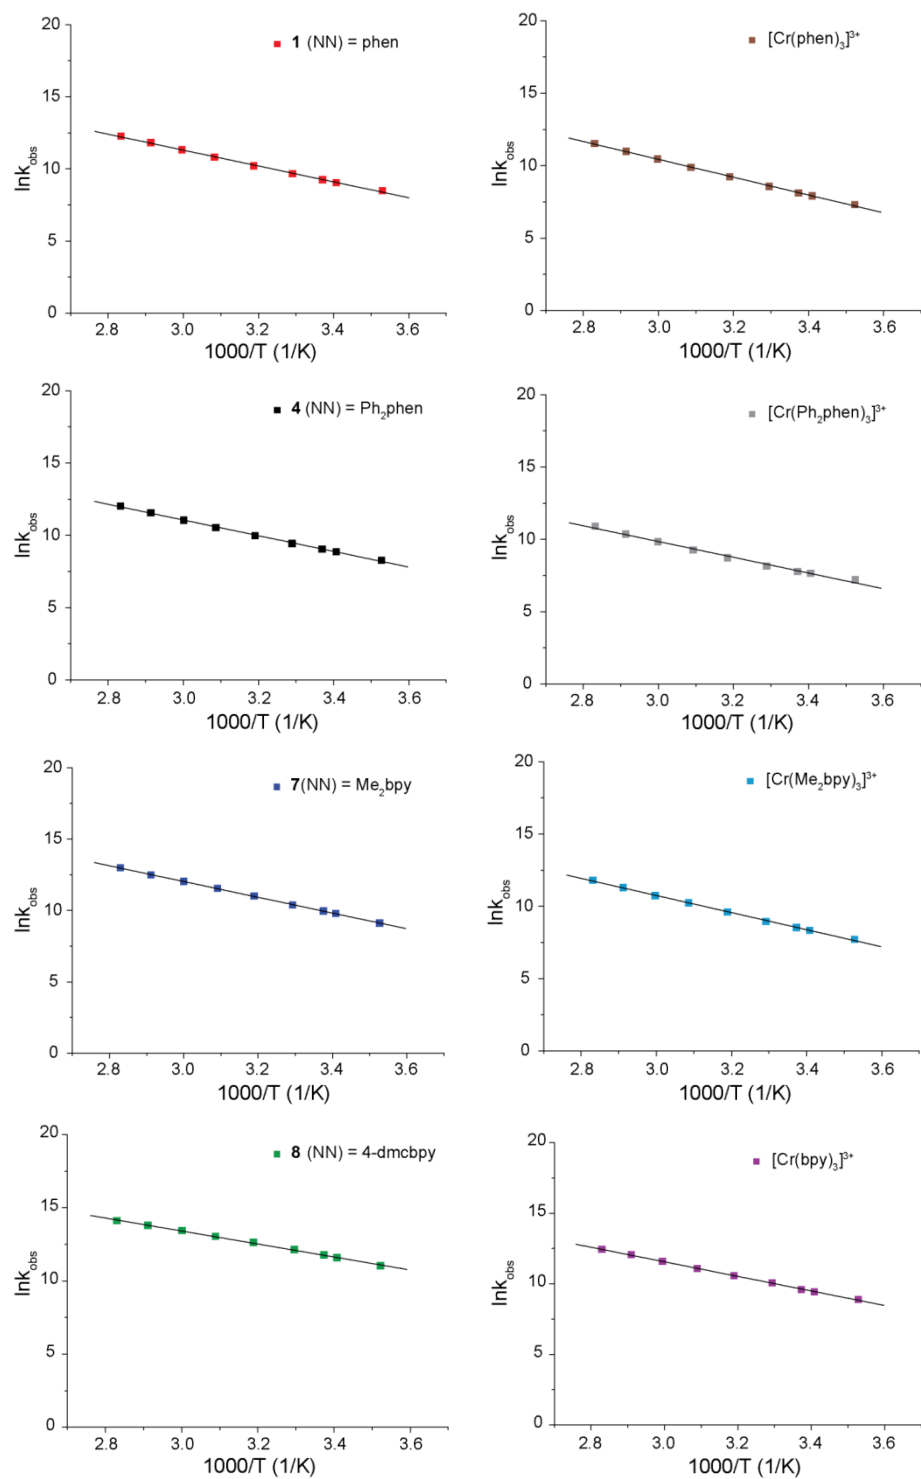 20
15
10
5
0
lnk_obs
1 (NN) = phen
2.8 3.0 3.2 3.4 3.6
1000/T (1/K)
20
15
10
5
0
lnk_obs
[Cr(phen)₃]³⁺
2.8 3.0 3.2 3.4 3.6
1000/T (1/K)
20
15
10
5
0
lnk_obs
4 (NN) = Ph₂phen
2.8 3.0 3.2 3.4 3.6
1000/T (1/K)
20
15
10
5
0
lnk_obs
[Cr(Ph₂phen)₃]³⁺
2.8 3.0 3.2 3.4 3.6
1000/T (1/K)
20
15
10
5
0
lnk_obs
7(NN) = Me₂bpy
2.8 3.0 3.2 3.4 3.6
1000/T (1/K)
20
15
10
5
0
lnk_obs
[Cr(Me₂bpy)₃]³⁺
2.8 3.0 3.2 3.4 3.6
1000/T (1/K)
20
15
10
5
0
lnk_obs
8 (NN) = 4-dmcbpy
2.8 3.0 3.2 3.4 3.6
1000/T (1/K)
20
15
10
5
0
lnk_obs
[Cr(bpy)₃]³⁺
2.8 3.0 3.2 3.4 3.6
1000/T (1/K)